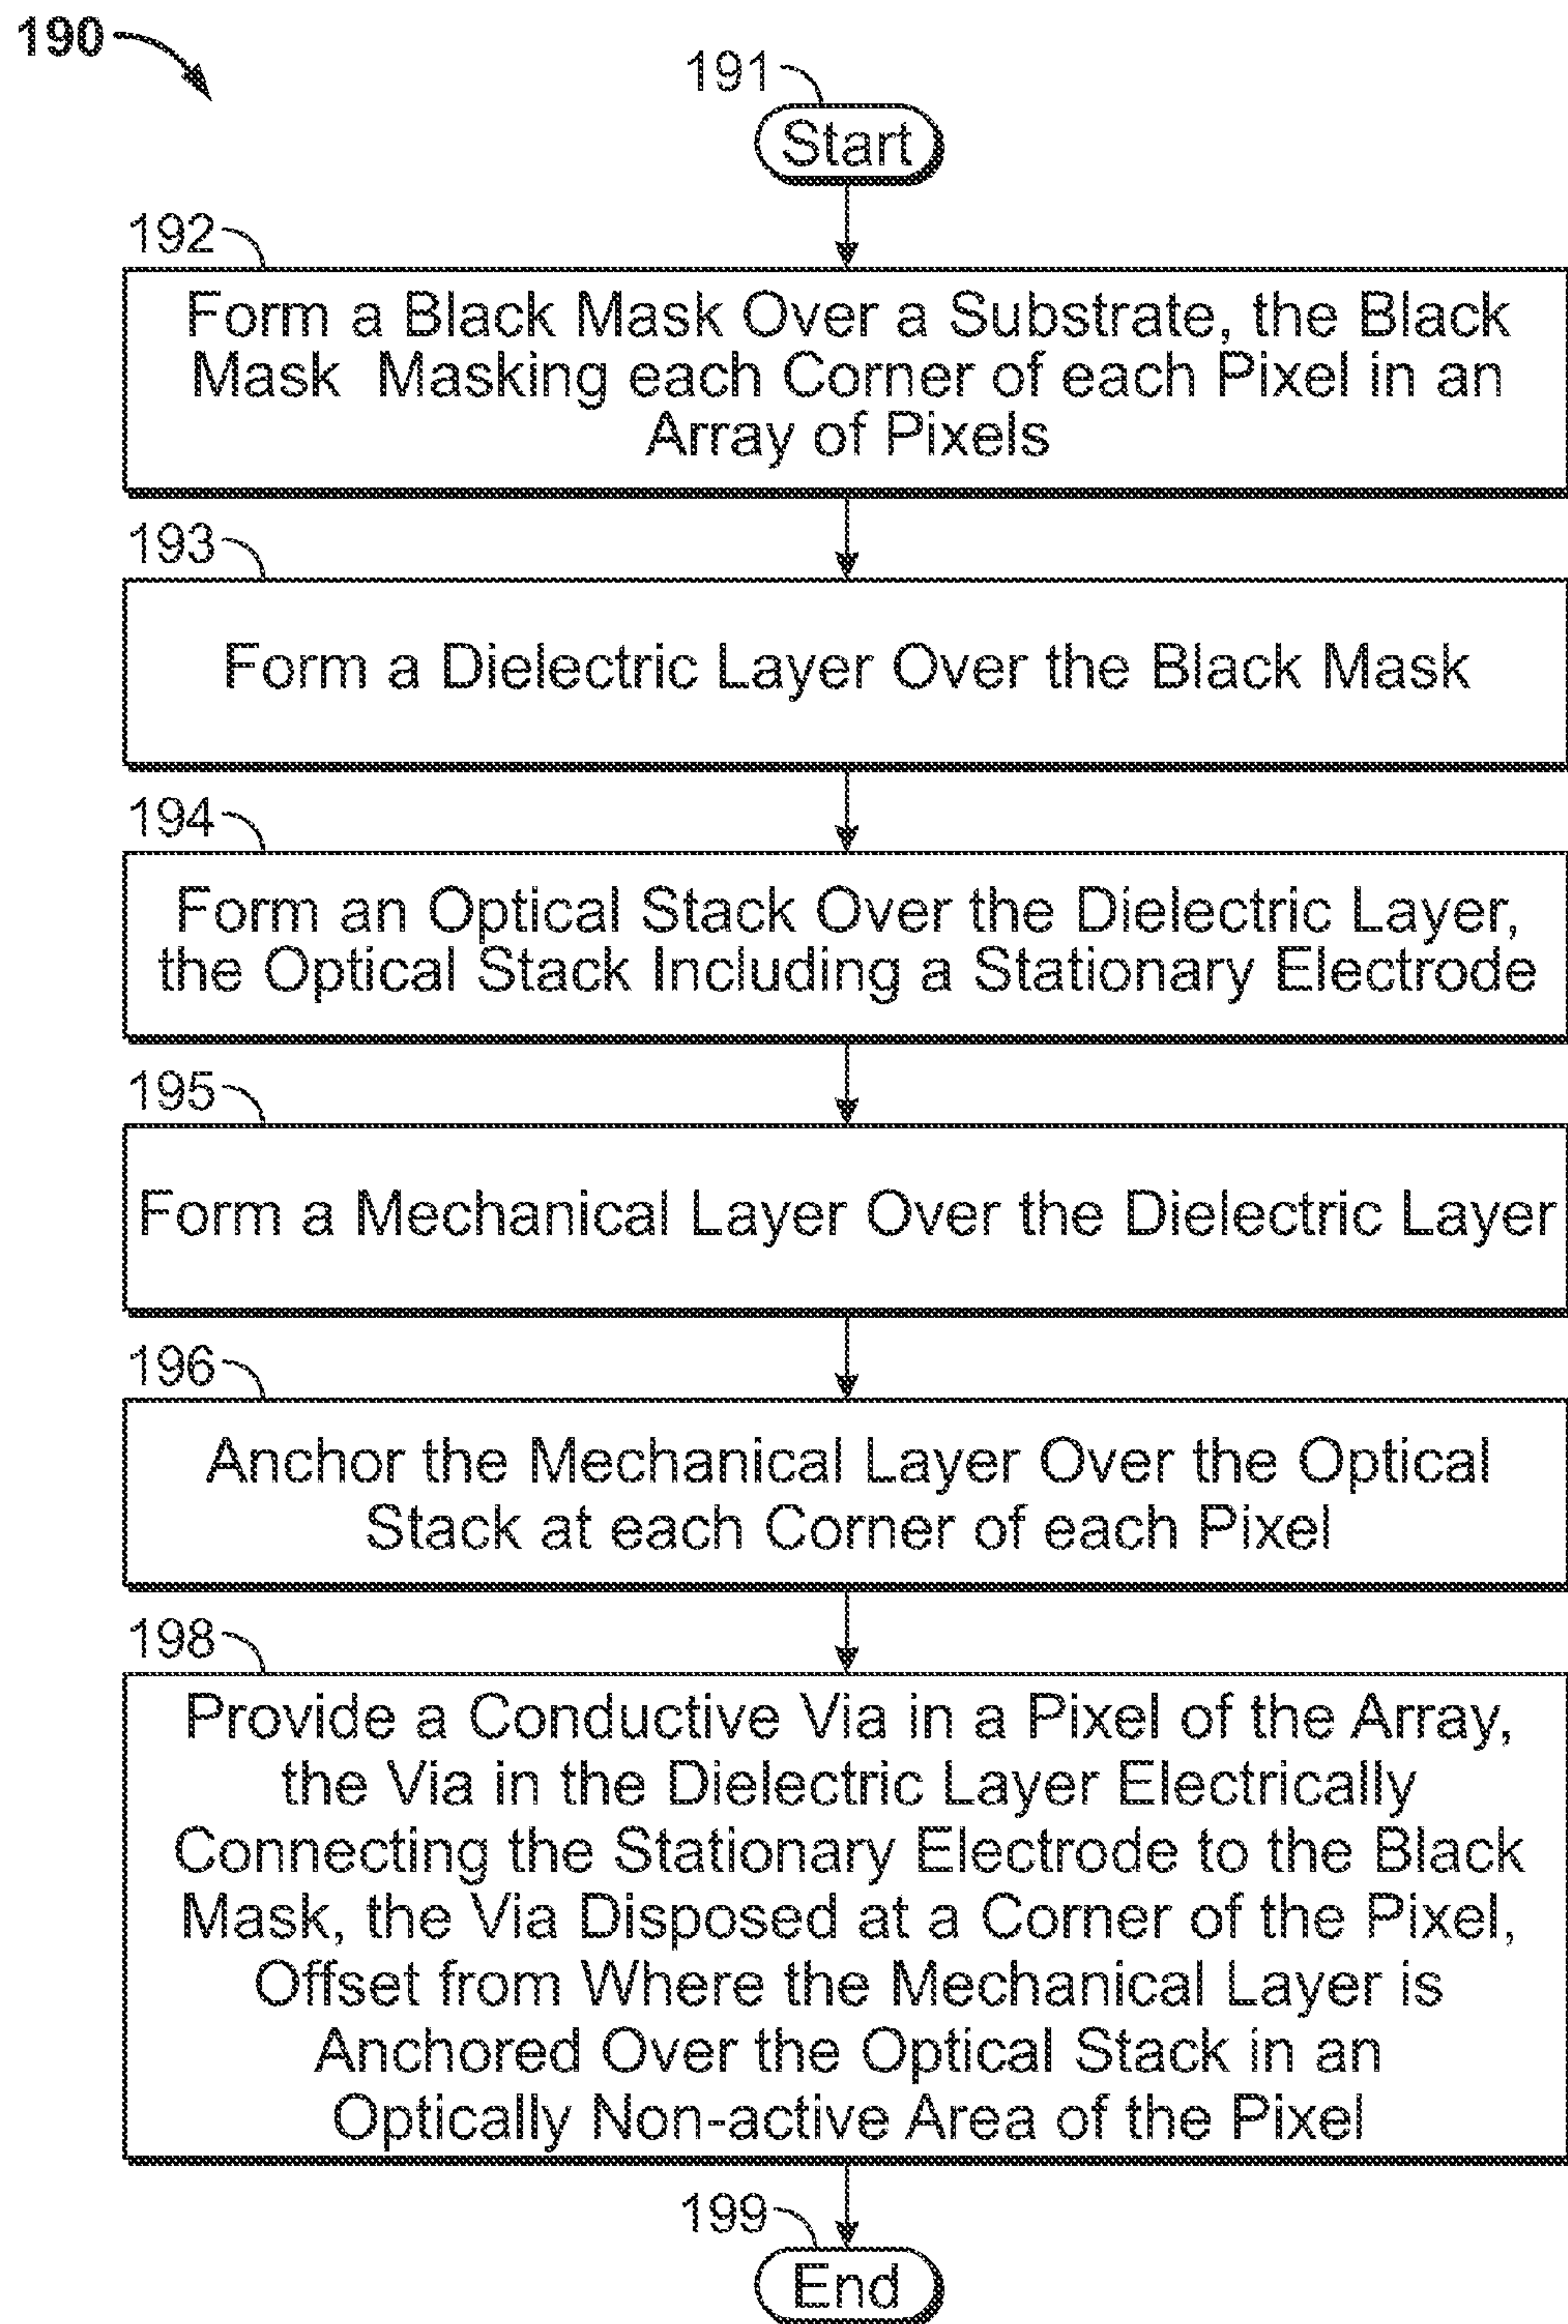 190
191
Start
192
Form a Black Mask Over a Substrate, the Black
Mask Masking each Corner of each Pixel in an
Array of Pixels
193
Form a Dielectric Layer Over the Black Mask
194
Form an Optical Stack Over the Dielectric Layer,
the Optical Stack Including a Stationary Electrode
195
Form a Mechanical Layer Over the Dielectric Layer
196
Anchor the Mechanical Layer Over the Optical
Stack at each Corner of each Pixel
198
Provide a Conductive Via in a Pixel of the Array,
the Via in the Dielectric Layer Electrically
Connecting the Stationary Electrode to the Black
Mask, the Via Disposed at a Corner of the Pixel,
Offset from Where the Mechanical Layer is
Anchored Over the Optical Stack in an
Optically Non-active Area of the Pixel
199
End